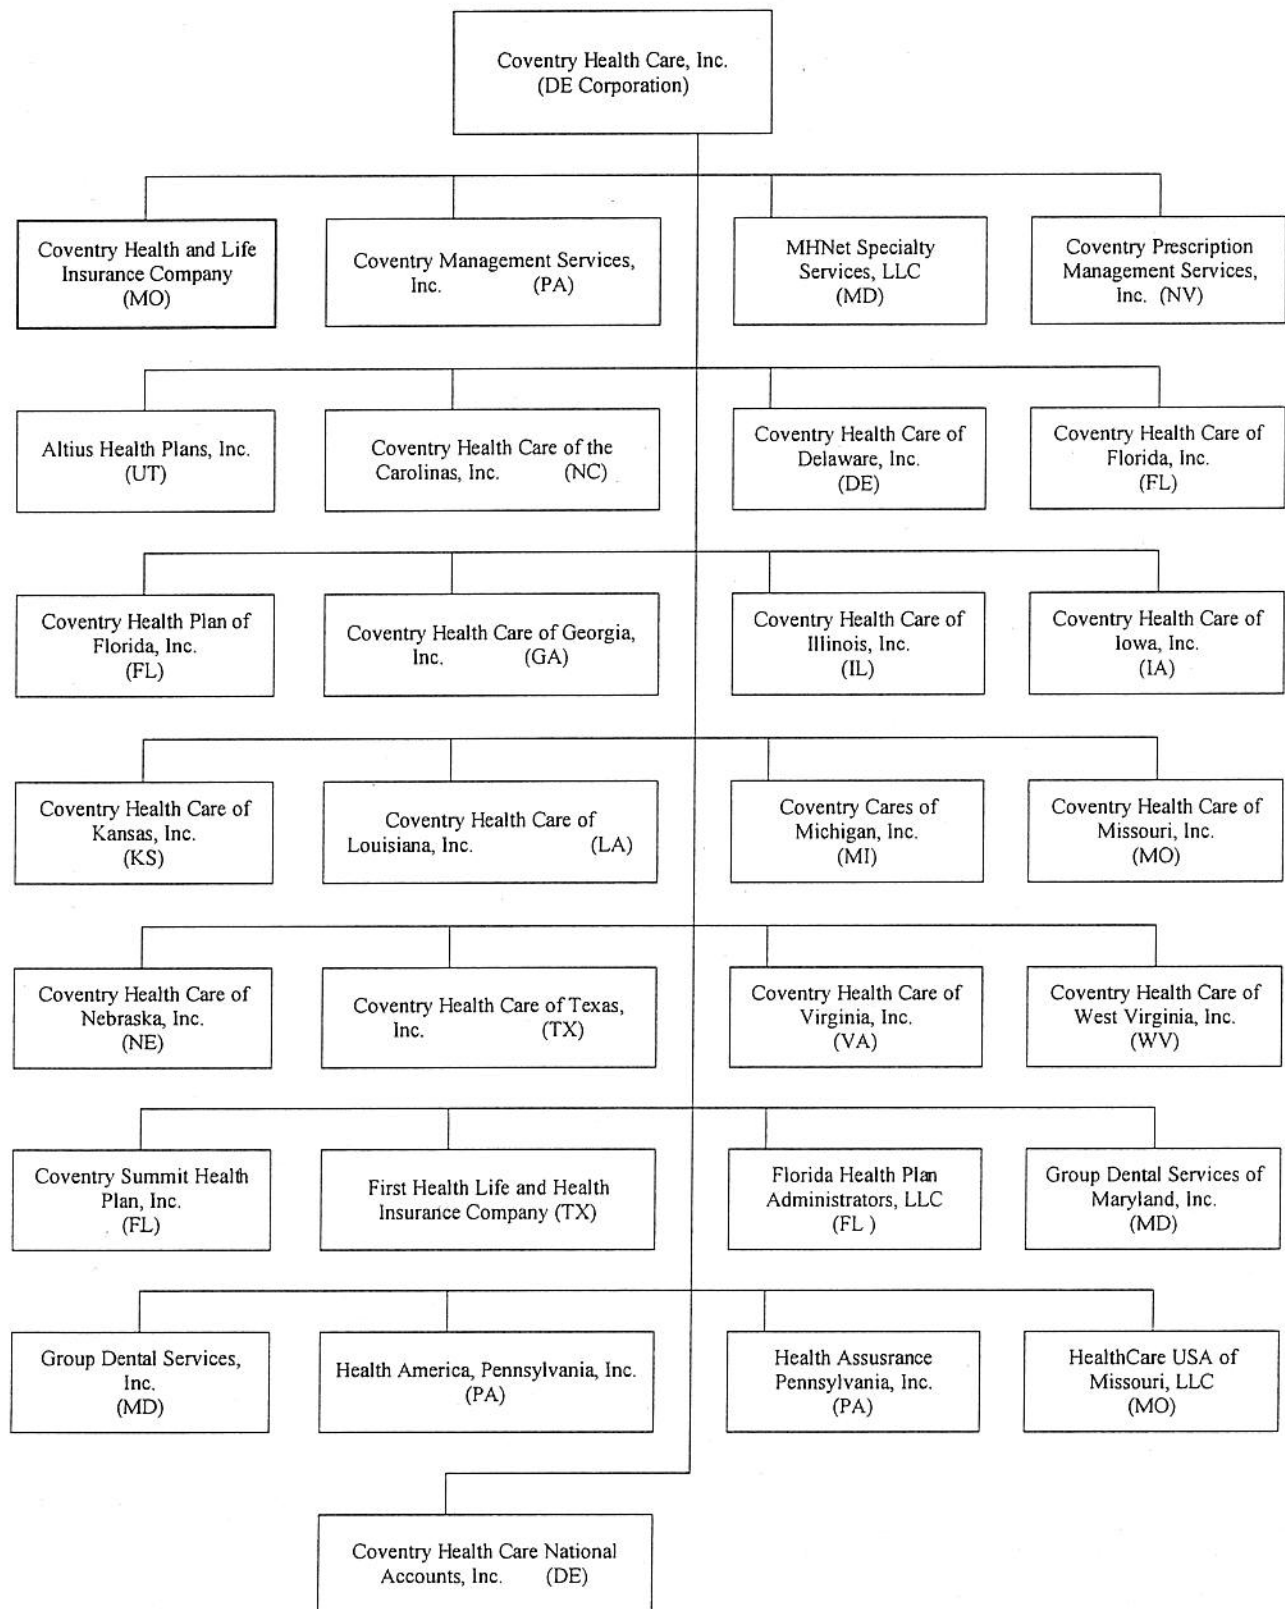 Coventry Health Care, Inc.
(DE Corporation)
Coventry Health and Life
Insurance Company
(MO)
Coventry Management Services,
Inc. (PA)
MHNet Specialty
Services, LLC
(MD)
Coventry Prescription
Management Services,
Inc. (NV)
Altius Health Plans, Inc.
(UT)
Coventry Health Care of the
Carolinas, Inc. (NC)
Coventry Health Care of
Delaware, Inc.
(DE)
Coventry Health Care of
Florida, Inc.
(FL)
Coventry Health Plan of
Florida, Inc.
(FL)
Coventry Health Care of Georgia,
Inc. (GA)
Coventry Health Care of
Illinois, Inc.
(IL)
Coventry Health Care of
Iowa, Inc.
(IA)
Coventry Health Care of
Kansas, Inc.
(KS)
Coventry Health Care of
Louisiana, Inc. (LA)
Coventry Cares of
Michigan, Inc.
(MI)
Coventry Health Care of
Missouri, Inc.
(MO)
Coventry Health Care of
Nebraska, Inc.
(NE)
Coventry Health Care of Texas,
Inc. (TX)
Coventry Health Care of
Virginia, Inc.
(VA)
Coventry Health Care of
West Virginia, Inc.
(WV)
Coventry Summit Health
Plan, Inc.
(FL)
First Health Life and Health
Insurance Company (TX)
Florida Health Plan
Administrators, LLC
(FL )
Group Dental Services of
Maryland, Inc.
(MD)
Group Dental Services,
Inc.
(MD)
Health America, Pennsylvania, Inc.
(PA)
Health Assusrance
Pennsylvania, Inc.
(PA)
HealthCare USA of
Missouri, LLC
(MO)
Coventry Health Care National
Accounts, Inc. (DE)